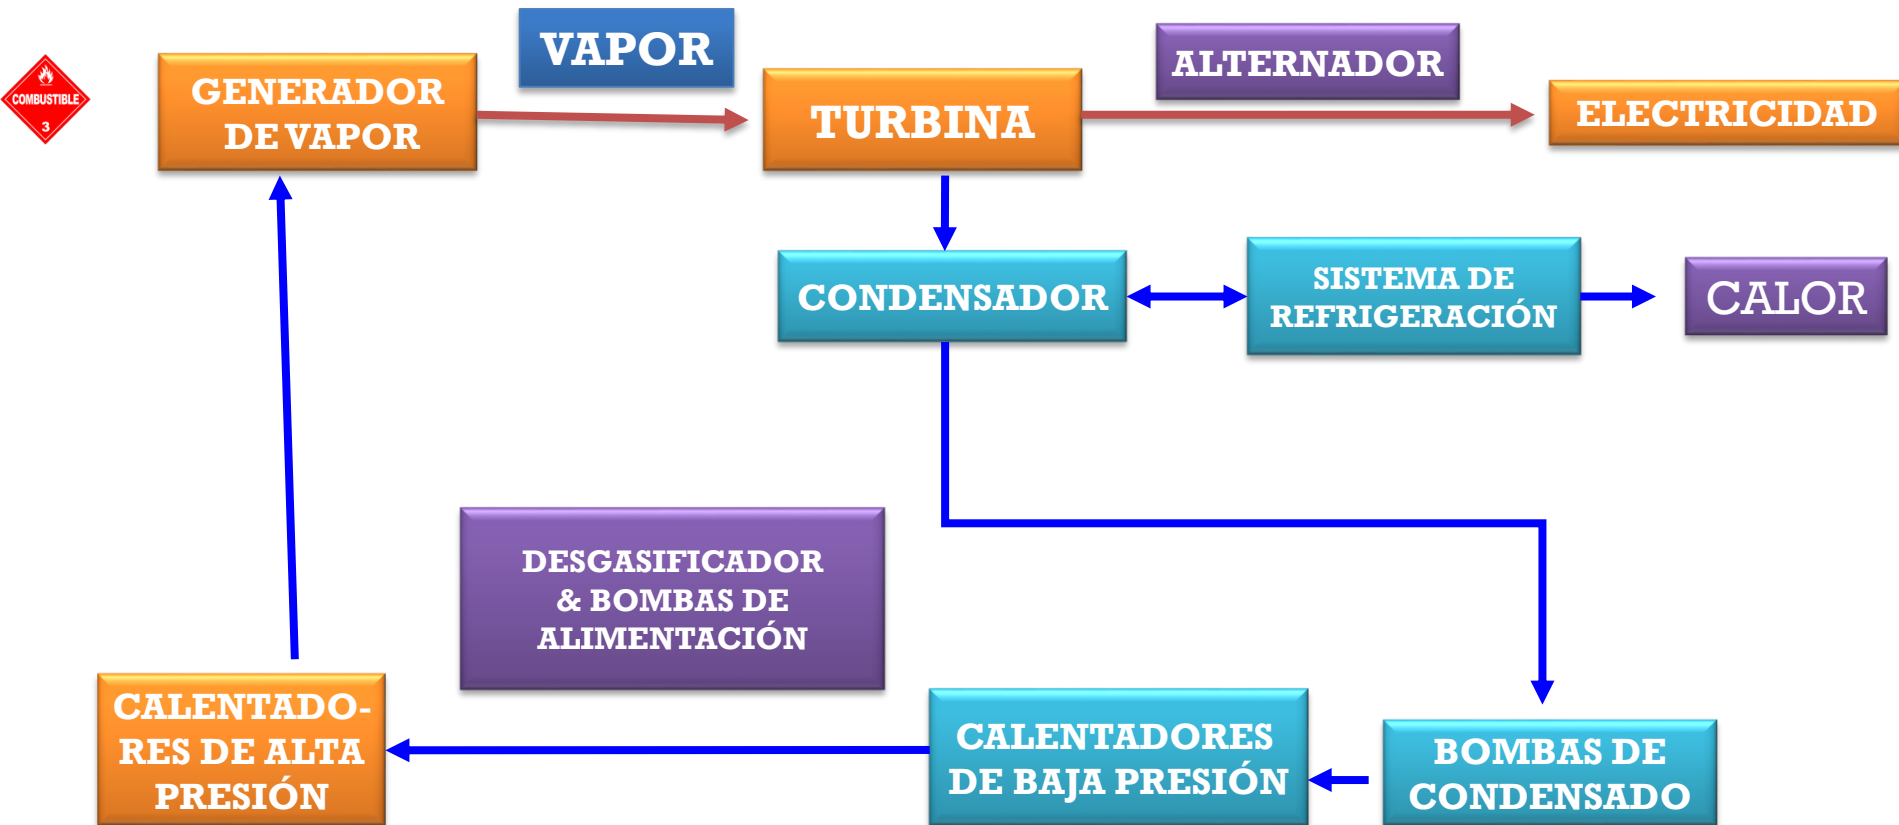 COMBUSTIBLE
3
GENERADOR
DE VAPOR
VAPOR
TURBINA
ALTERNADOR
ELECTRICIDAD
CONDENSADOR
SISTEMA DE
REFRIGERACIÓN
CALOR
DESGASIFICADOR
& BOMBAS DE
ALIMENTACIÓN
CALENTADO-
RES DE ALTA
PRESIÓN
CALENTADORES
DE BAJA PRESIÓN
BOMBAS DE
CONDENSADO